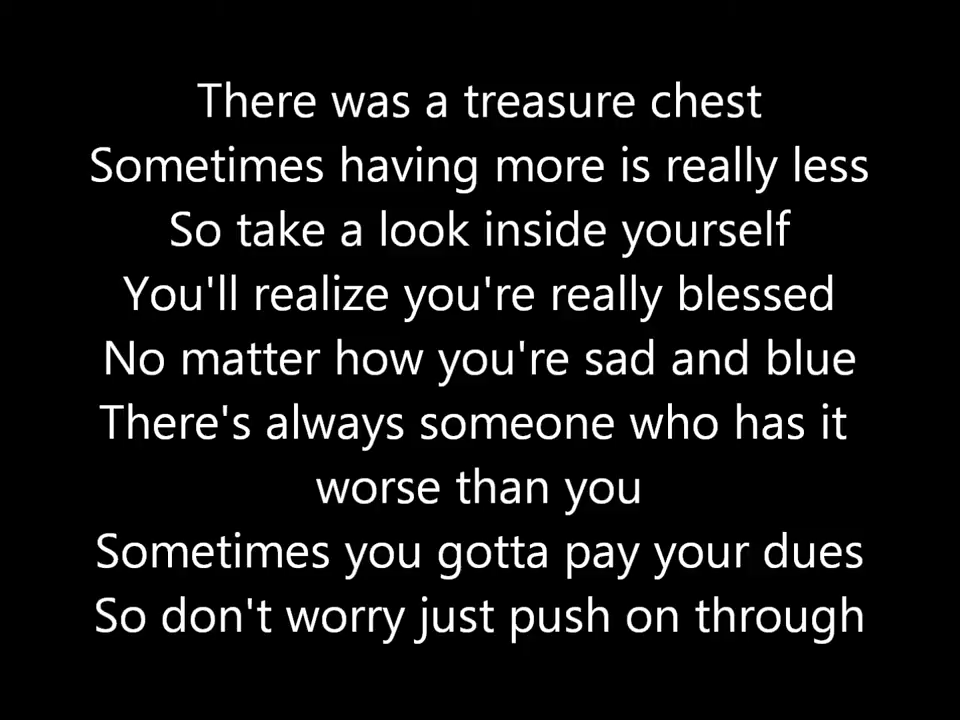 There was a treasure chest
Sometimes having more is really less
So take a look inside yourself
You'll realize you're really blessed
No matter how you're sad and blue
There's always someone who has it
worse than you
Sometimes you gotta pay your dues
So don't worry just push on through